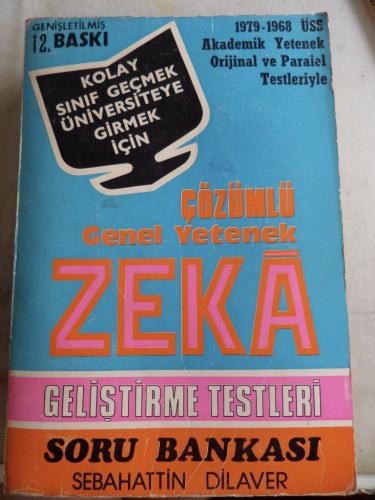 GENİŞLETİLMİŞ
12. BASKI
1979-1968 ÜSS
Akademik Yetenek
Orijinal ve Paralel
Testleriyle
KOLAY
SINIF GEÇMEK
ÜNİVERSİTEYE
GİRMEK
İÇİN
ÇÖZÜMLÜ
Genel Yetenek
ZEKÂ
GELİŞTİRME TESTLERİ
SORU BANKASI
SEBAHATTİN DİLAVER